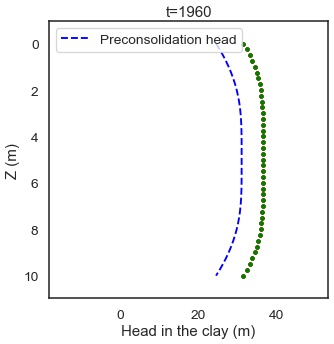 t=1960
Preconsolidation head
0
2
4
6
8
10
Z (m)
0
20
40
Head in the clay (m)